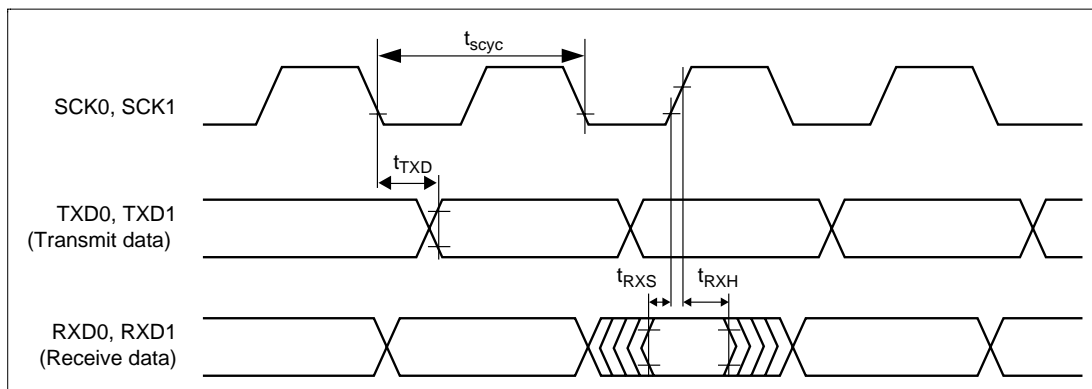 tscyc
SCK0, SCK1
tTXD
TXD0, TXD1
(Transmit data)
tRXS
tRXH
RXD0, RXD1
(Receive data)